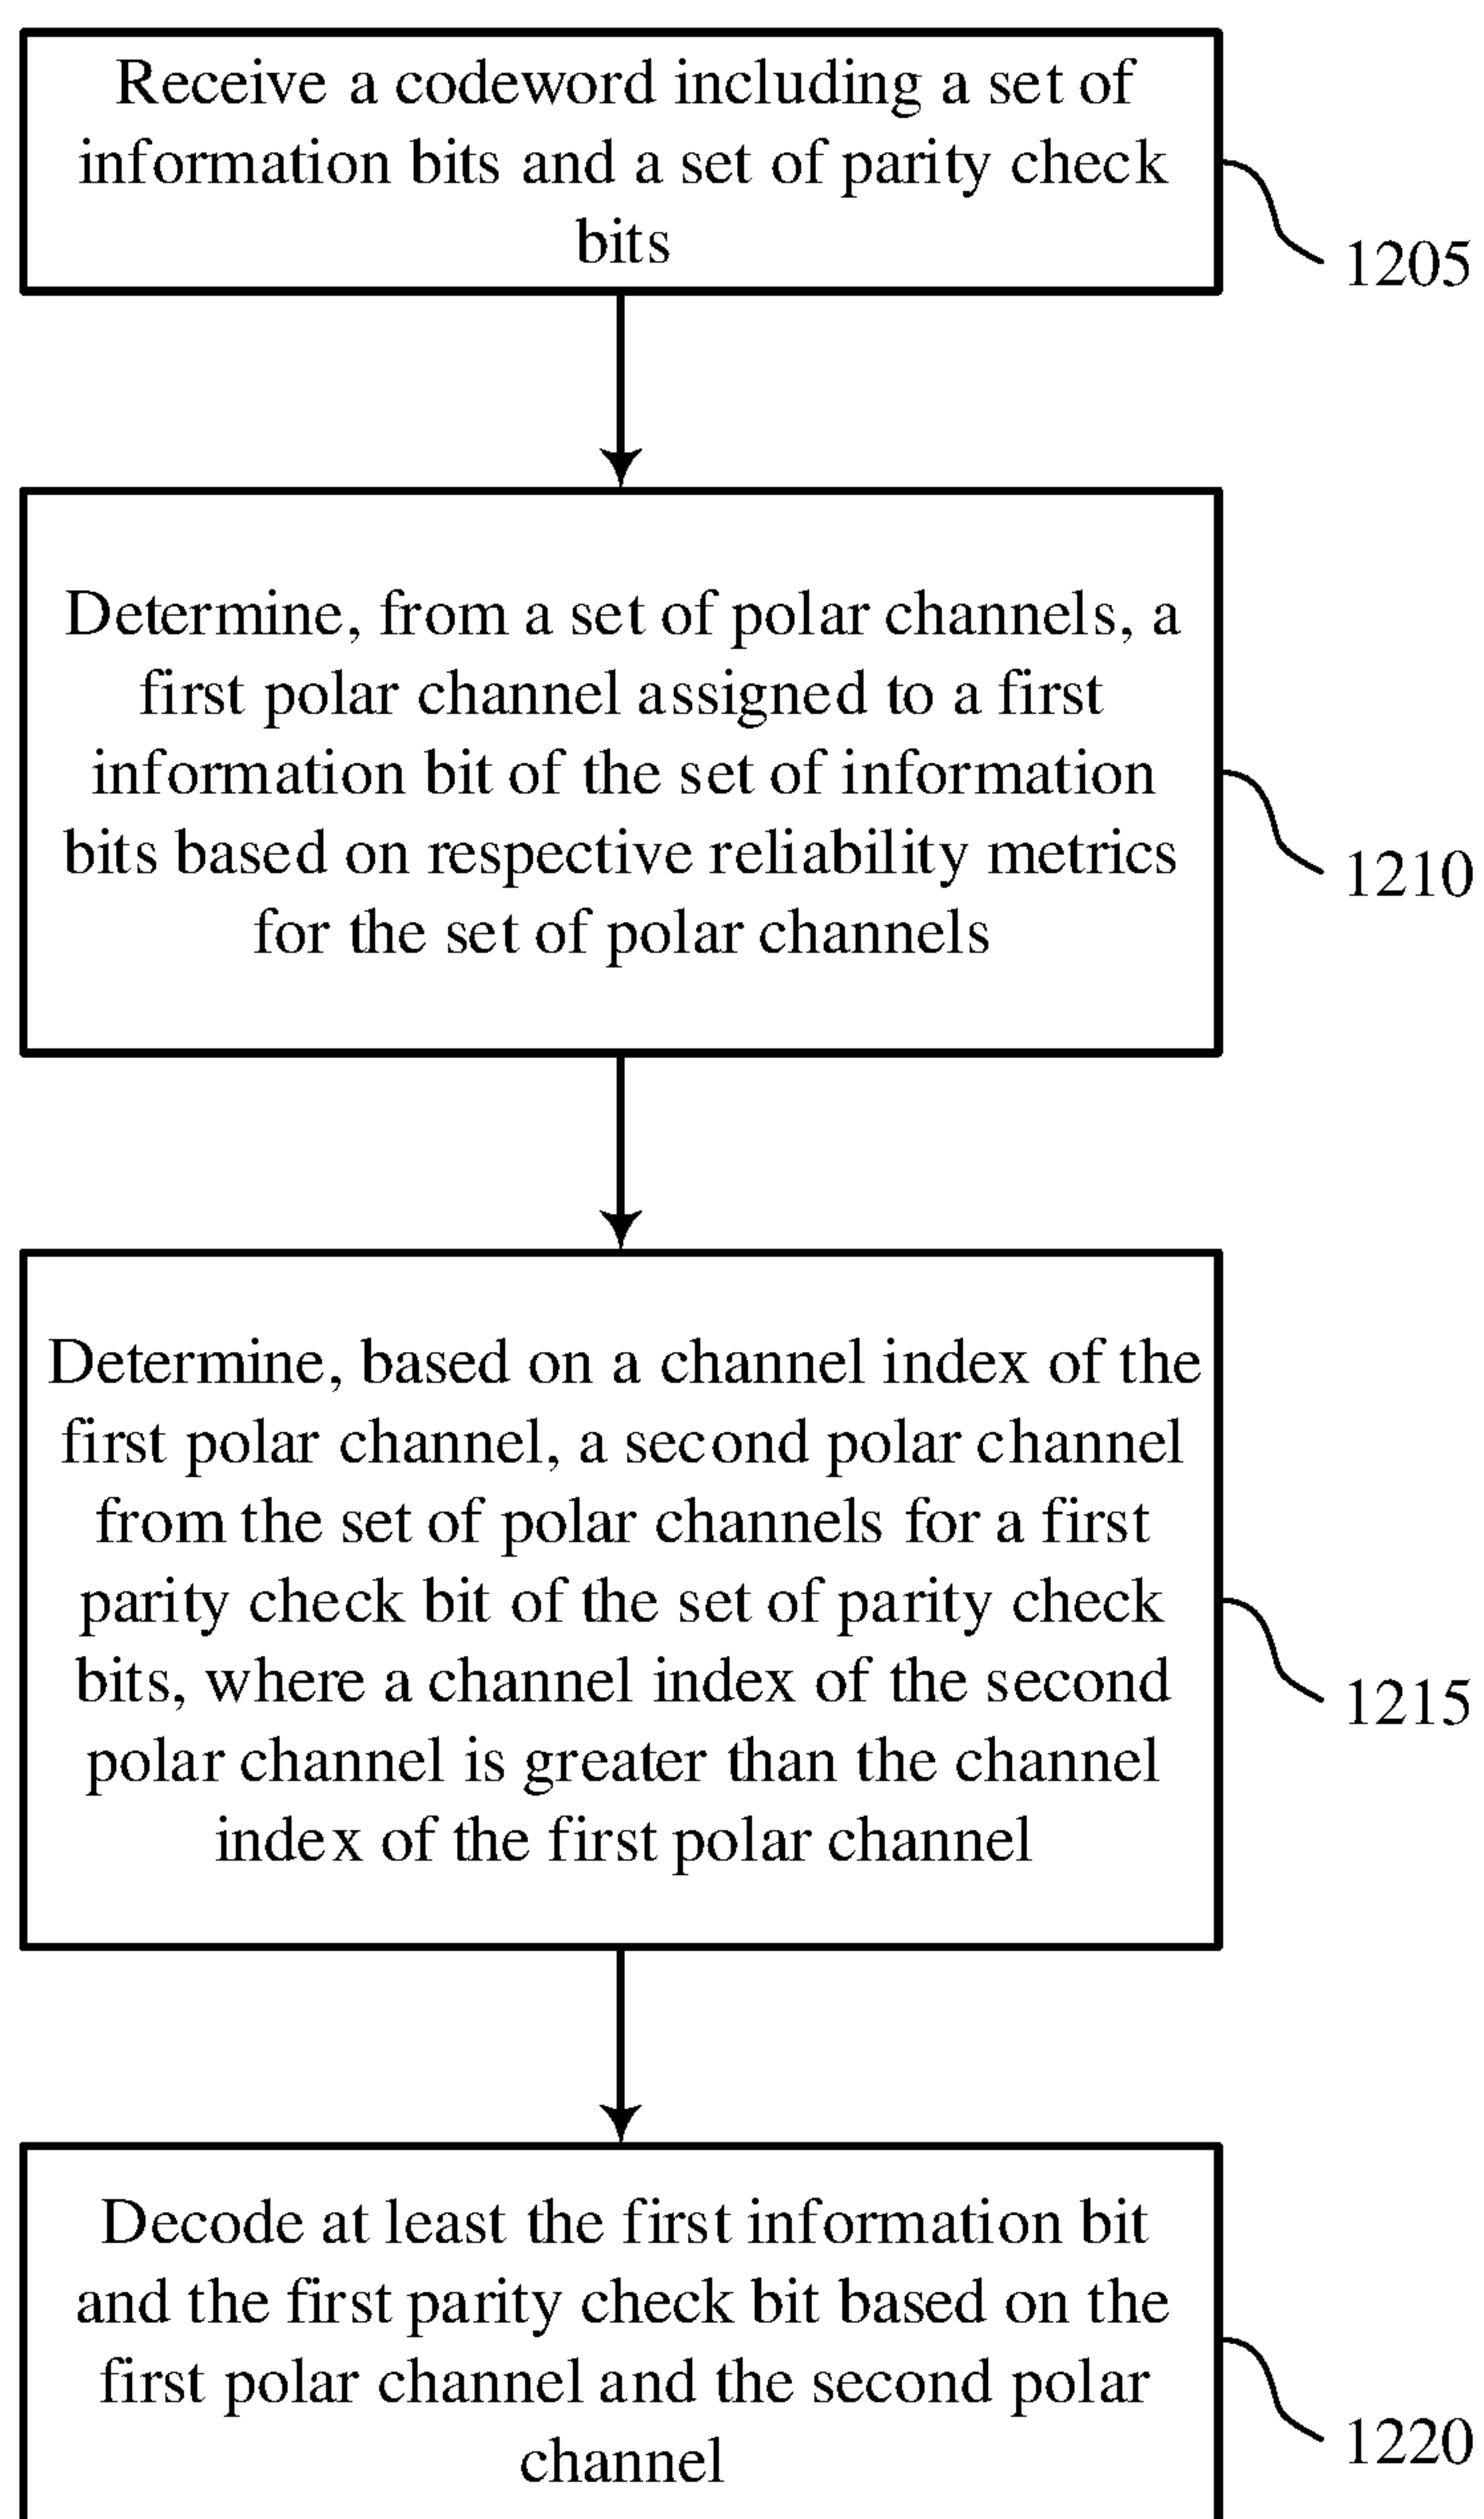 Receive a codeword including a set of
information bits and a set of parity check
bits
1205
Determine, from a set of polar channels, a
first polar channel assigned to a first
information bit of the set of information
bits based on respective reliability metrics
for the set of polar channels
1210
Determine, based on a channel index of the
first polar channel, a second polar channel
from the set of polar channels for a first
parity check bit of the set of parity check
bits, where a channel index of the second
polar channel is greater than the channel
index of the first polar channel
1215
Decode at least the first information bit
and the first parity check bit based on the
first polar channel and the second polar
channel
1220